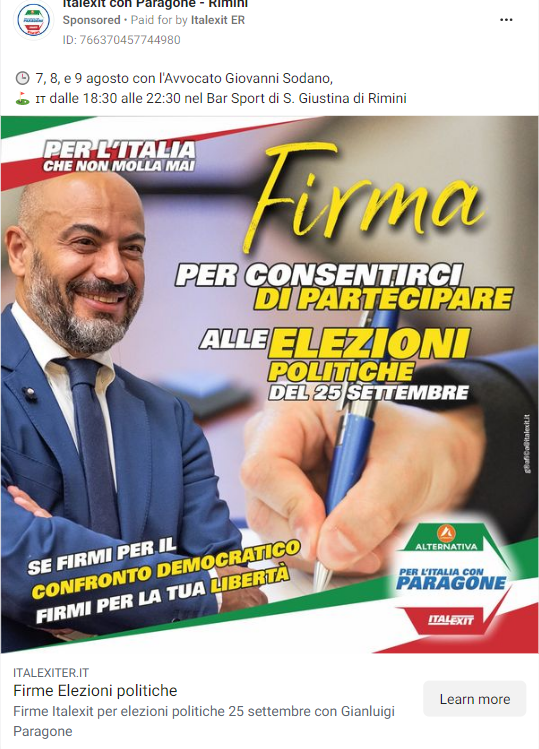 Italexit con Paragone - Rimini
Sponsored • Paid for by Italexit ER
ID: 766370457744980
7, 8, e 9 agosto con l'Avvocato Giovanni Sodano,
IT dalle 18:30 alle 22:30 nel Bar Sport di S. Giustina di Rimini
PER L'ITALIA
CHE NON MOLLA MAI
Firma
PER CONSENTIRCI
DI PARTECIPARE
ALLE ELEZIONI
POLITICHE
DEL 25 SETTEMBRE
grafica@italexit.it
SE FIRMI PER IL
CONFRONTO DEMOCRATICO
FIRMI PER LA TUA LIBERTÀ
ALTERNATIVA
PER L'ITALIA CON
PARAGONE
ITALEXIT
ITALEXITER.IT
Firme Elezioni politiche
Firme Italexit per elezioni politiche 25 settembre con Gianluigi
Paragone
Learn more